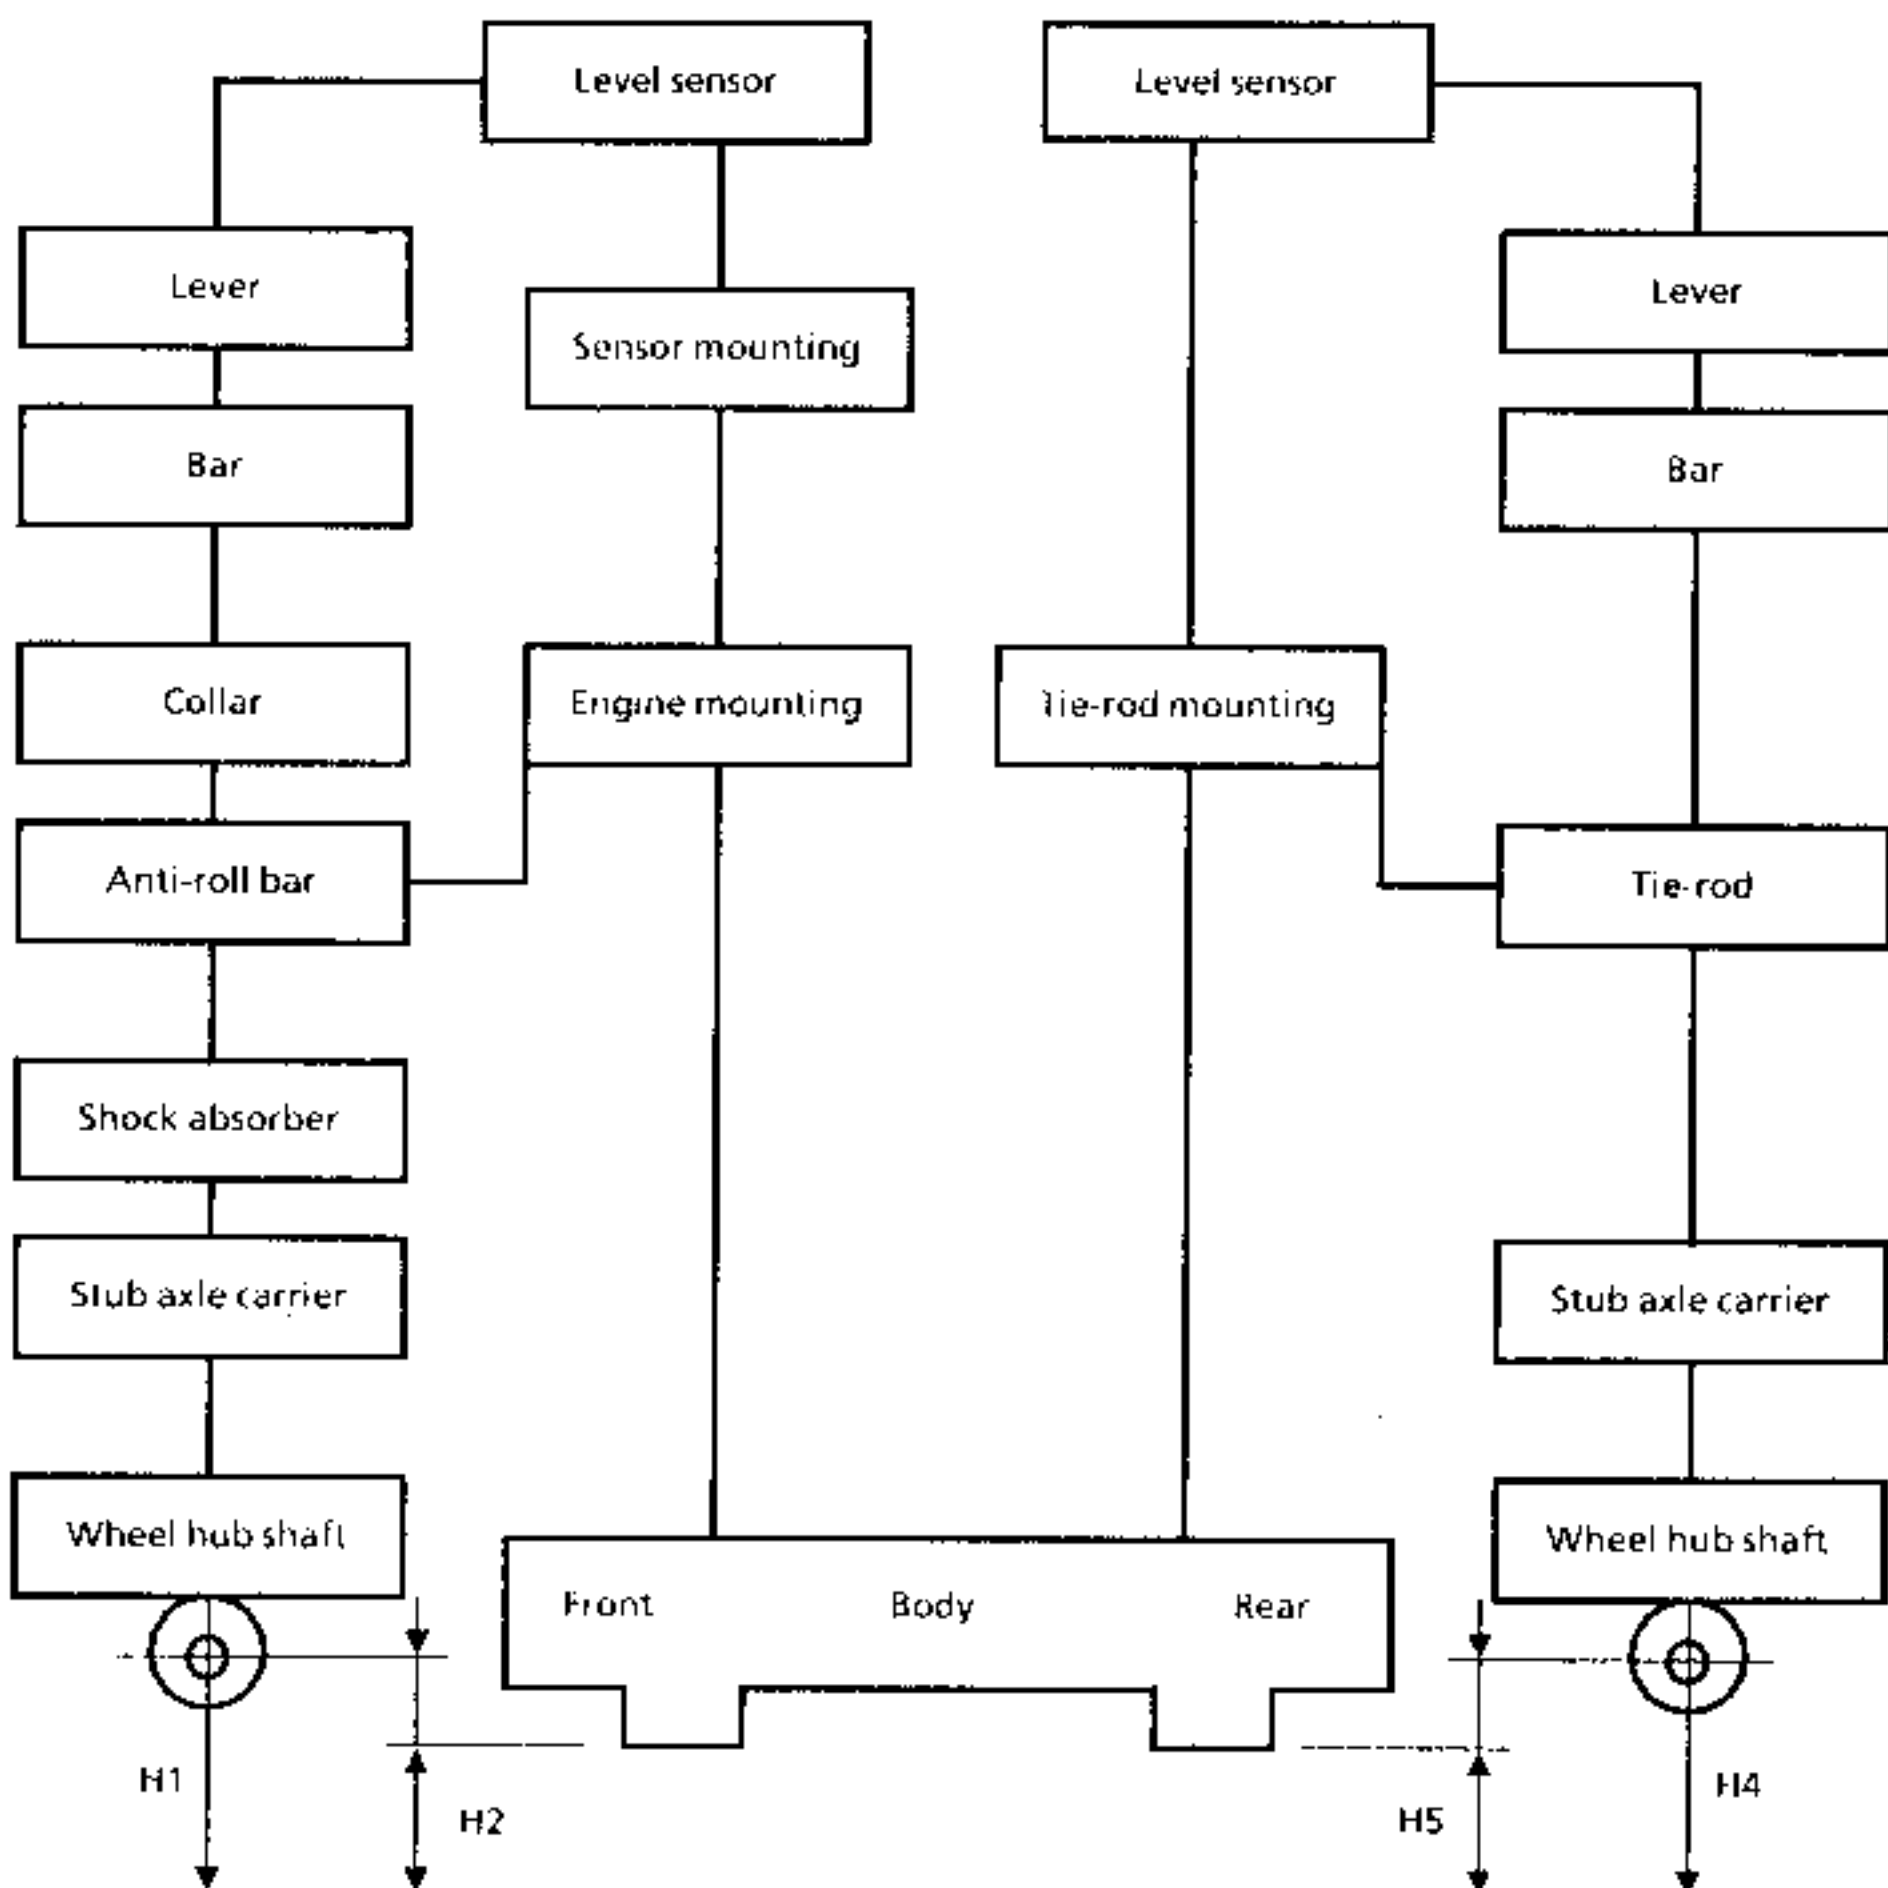 Level sensor
Level sensor
Lever
Lever
Sensor mounting
Bar
Bar
Collar
Engine mounting
Tie-rod mounting
Anti-roll bar
Tie-rod
Shock absorber
Stub axle carrier
Stub axle carrier
Wheel hub shaft
Wheel hub shaft
Front
Body
Rear
H1
H4
H2
H5